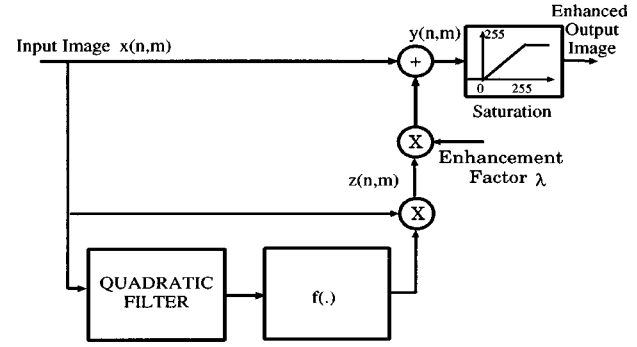 Enhanced
Output
Image
Input Image x(n,m)
y(n,m)
255
0 255
+
Saturation
X
Enhancement
Factor λ
z(n,m)
X
QUADRATIC
FILTER
f(.)